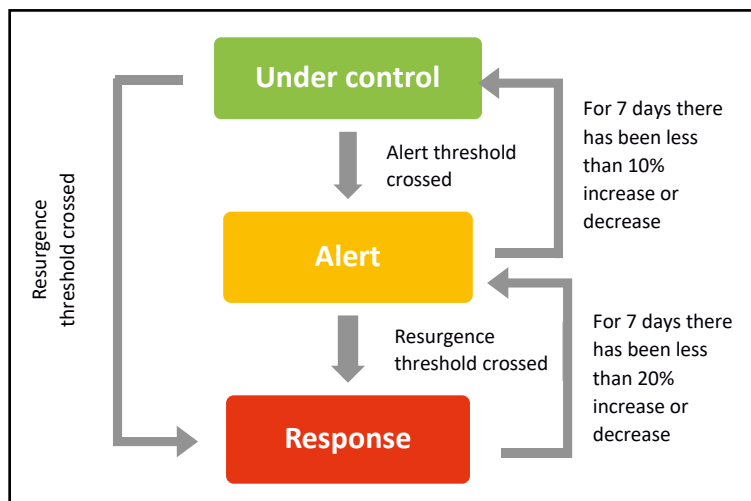 Under control
Alert threshold
crossed
For 7 days there
has been less
than 10%
increase or
decrease
Resurgence
threshold crossed
Alert
Resurgence
threshold crossed
For 7 days there
has been less
than 20%
increase or
decrease
Response